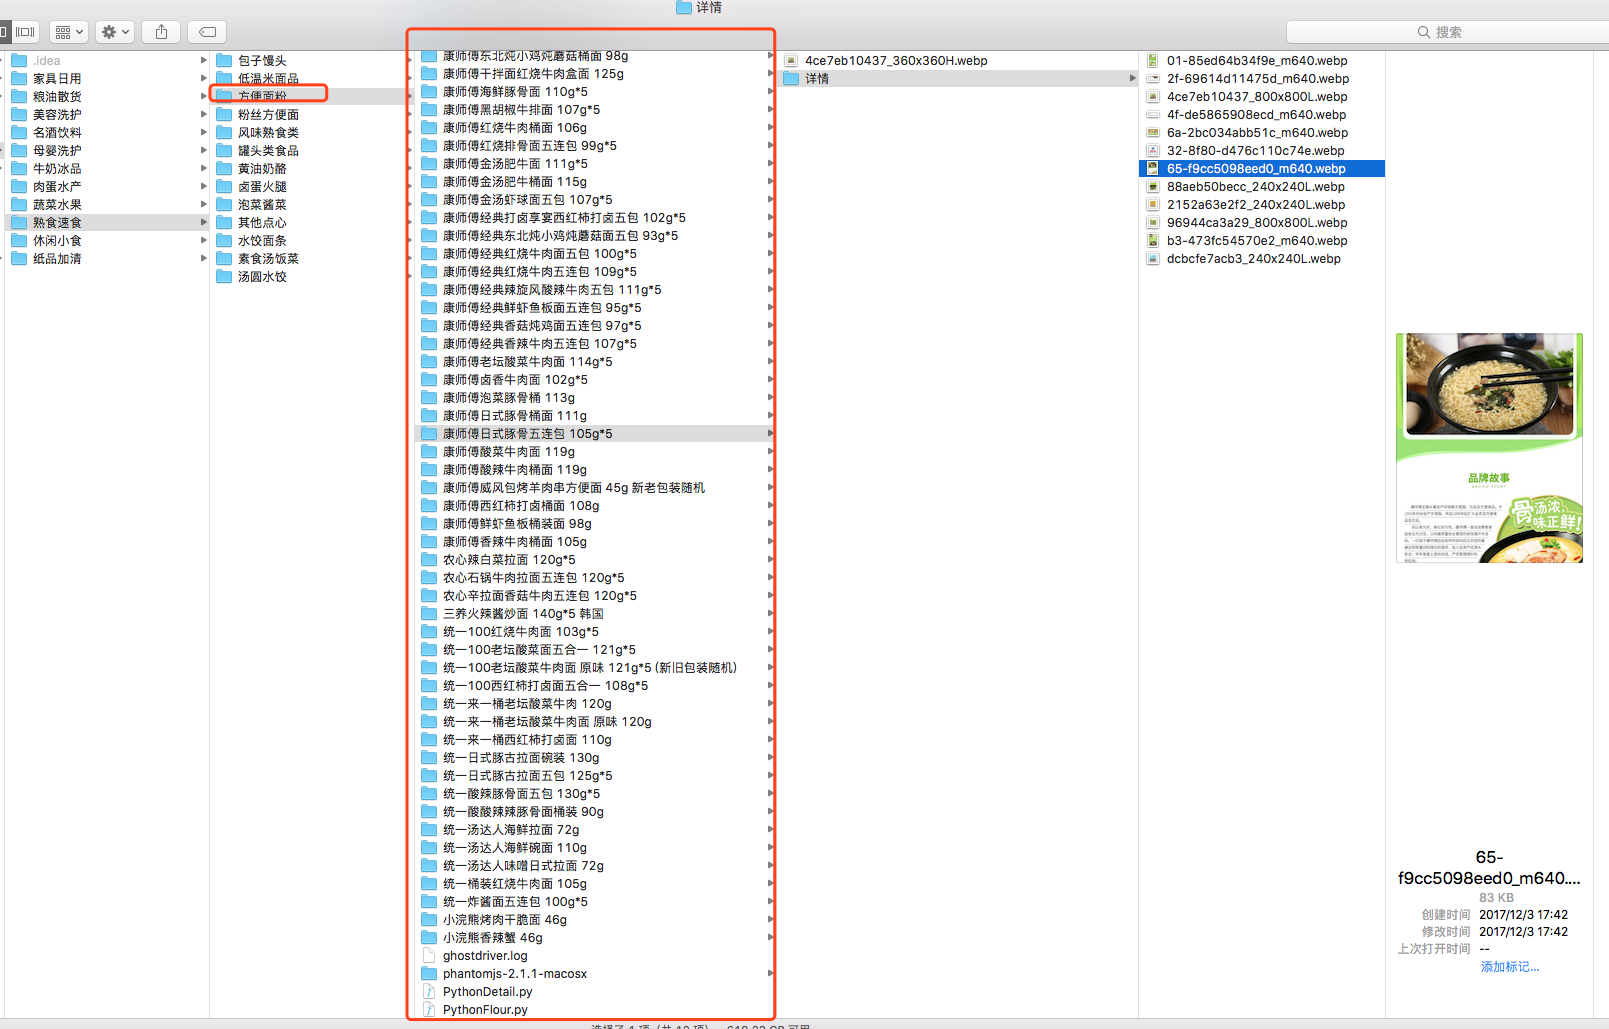 详情
搜索
.idea
家具日用
粮油散货
美容洗护
名酒饮料
母婴洗护
牛奶冰品
肉蛋水产
蔬菜水果
熟食速食
休闲小食
纸品加清
包子馒头
低温米面品
方便面粉
粉丝方便面
风味熟食类
罐头类食品
黄油奶酪
卤蛋火腿
泡菜酱菜
其他点心
水饺面条
素食汤饭菜
汤圆水饺
康师傅东北炖小鸡炖蘑菇桶面 98g
康师傅干拌面红烧牛肉盒面 125g
康师傅海鲜豚骨面 110g*5
康师傅黑胡椒牛排面 107g*5
康师傅红烧牛肉桶面 106g
康师傅红烧排骨面五连包 99g*5
康师傅金汤肥牛面 111g*5
康师傅金汤肥牛桶面 115g
康师傅金汤虾球面五包 107g*5
康师傅经典打卤享宴西红柿打卤五包 102g*5
康师傅经典东北炖小鸡炖蘑菇面五包 93g*5
康师傅经典红烧牛肉面五包 100g*5
康师傅经典红烧牛肉五连包 109g*5
康师傅经典辣旋风酸辣牛肉五包 111g*5
康师傅经典鲜虾鱼板面五连包 95g*5
康师傅经典香菇炖鸡面五连包 97g*5
康师傅经典香辣牛肉五连包 107g*5
康师傅老坛酸菜牛肉面 114g*5
康师傅卤香牛肉面 102g*5
康师傅泡菜豚骨桶 113g
康师傅日式豚骨桶面 111g
康师傅日式豚骨五连包 105g*5
康师傅酸菜牛肉面 119g
康师傅酸辣牛肉桶面 119g
康师傅威风包烤羊肉串方便面 45g 新老包装随机
康师傅西红柿打卤桶面 108g
康师傅鲜虾鱼板桶装面 98g
康师傅香辣牛肉桶面 105g
农心辣白菜拉面 120g*5
农心石锅牛肉拉面五连包 120g*5
农心辛拉面香菇牛肉五连包 120g*5
三养火辣酱炒面 140g*5 韩国
统一100红烧牛肉面 103g*5
统一100老坛酸菜面五合一 121g*5
统一100老坛酸菜牛肉面 原味 121g*5 (新旧包装随机)
统一100西红柿打卤面五合一 108g*5
统一来一桶老坛酸菜牛肉 120g
统一来一桶老坛酸菜牛肉面 原味 120g
统一来一桶西红柿打卤面 110g
统一日式豚古拉面碗装 130g
统一日式豚古拉面五包 125g*5
统一酸辣豚骨面五包 130g*5
统一酸酸辣辣豚骨面桶装 90g
统一汤达人海鲜拉面 72g
统一汤达人海鲜碗面 110g
统一汤达人味噌日式拉面 72g
统一桶装红烧牛肉面 105g
统一炸酱面五连包 100g*5
小浣熊烤肉干脆面 46g
小浣熊香辣蟹 46g
ghostdriver.log
phantomjs-2.1.1-macosx
PythonDetail.py
PythonFlour.py
4ce7eb10437_360x360H.webp
详情
01-85ed64b34f9e_m640.webp
2f-69614d11475d_m640.webp
4ce7eb10437_800x800L.webp
4f-de5865908ecd_m640.webp
6a-2bc034abb51c_m640.webp
32-8f80-d476c110c74e.webp
65-f9cc5098eed0_m640.webp
88aeb50becc_240x240L.webp
2152a63e2f2_240x240L.webp
96944ca3a29_800x800L.webp
b3-473fc54570e2_m640.webp
dcbcfe7acb3_240x240L.webp
品牌故事
骨汤浓,
味正鲜!
65-
f9cc5098eed0_m640....
83 KB
创建时间 2017/12/3 17:42
修改时间 2017/12/3 17:42
上次打开时间 --
添加标记...